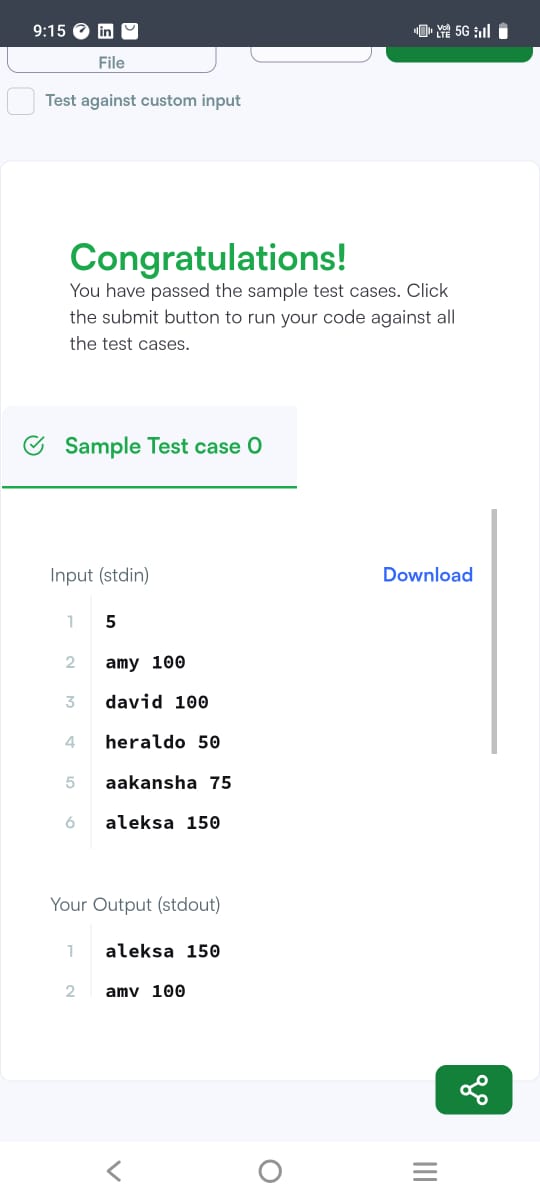 9:15 in Vo) LTE 5G
File
Test against custom input
Congratulations!
You have passed the sample test cases. Click
the submit button to run your code against all
the test cases.
Sample Test case 0
Input (stdin) Download
1 5
2 amy 100
3 david 100
4 heraldo 50
5 aakansha 75
6 aleksa 150
Your Output (stdout)
1 aleksa 150
2 amy 100